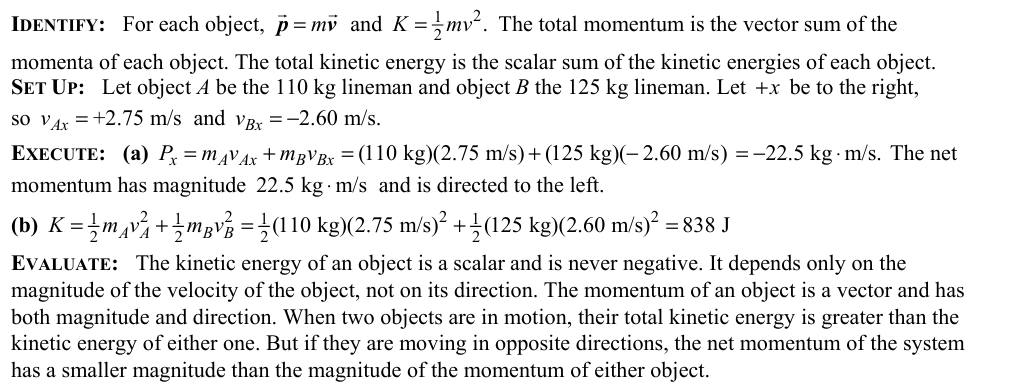 IDENTIFY: For each object, p⃗ = mv⃗ and K = ½mv². The total momentum is the vector sum of the
momenta of each object. The total kinetic energy is the scalar sum of the kinetic energies of each object.
SET UP: Let object A be the 110 kg lineman and object B the 125 kg lineman. Let +x be to the right,
so v_Ax = +2.75 m/s and v_Bx = −2.60 m/s.
EXECUTE: (a) P_x = m_A v_Ax + m_B v_Bx = (110 kg)(2.75 m/s) + (125 kg)(− 2.60 m/s) = −22.5 kg · m/s. The net
momentum has magnitude 22.5 kg · m/s and is directed to the left.
(b) K = ½m_A v_A² + ½m_B v_B² = ½(110 kg)(2.75 m/s)² + ½(125 kg)(2.60 m/s)² = 838 J
EVALUATE: The kinetic energy of an object is a scalar and is never negative. It depends only on the
magnitude of the velocity of the object, not on its direction. The momentum of an object is a vector and has
both magnitude and direction. When two objects are in motion, their total kinetic energy is greater than the
kinetic energy of either one. But if they are moving in opposite directions, the net momentum of the system
has a smaller magnitude than the magnitude of the momentum of either object.